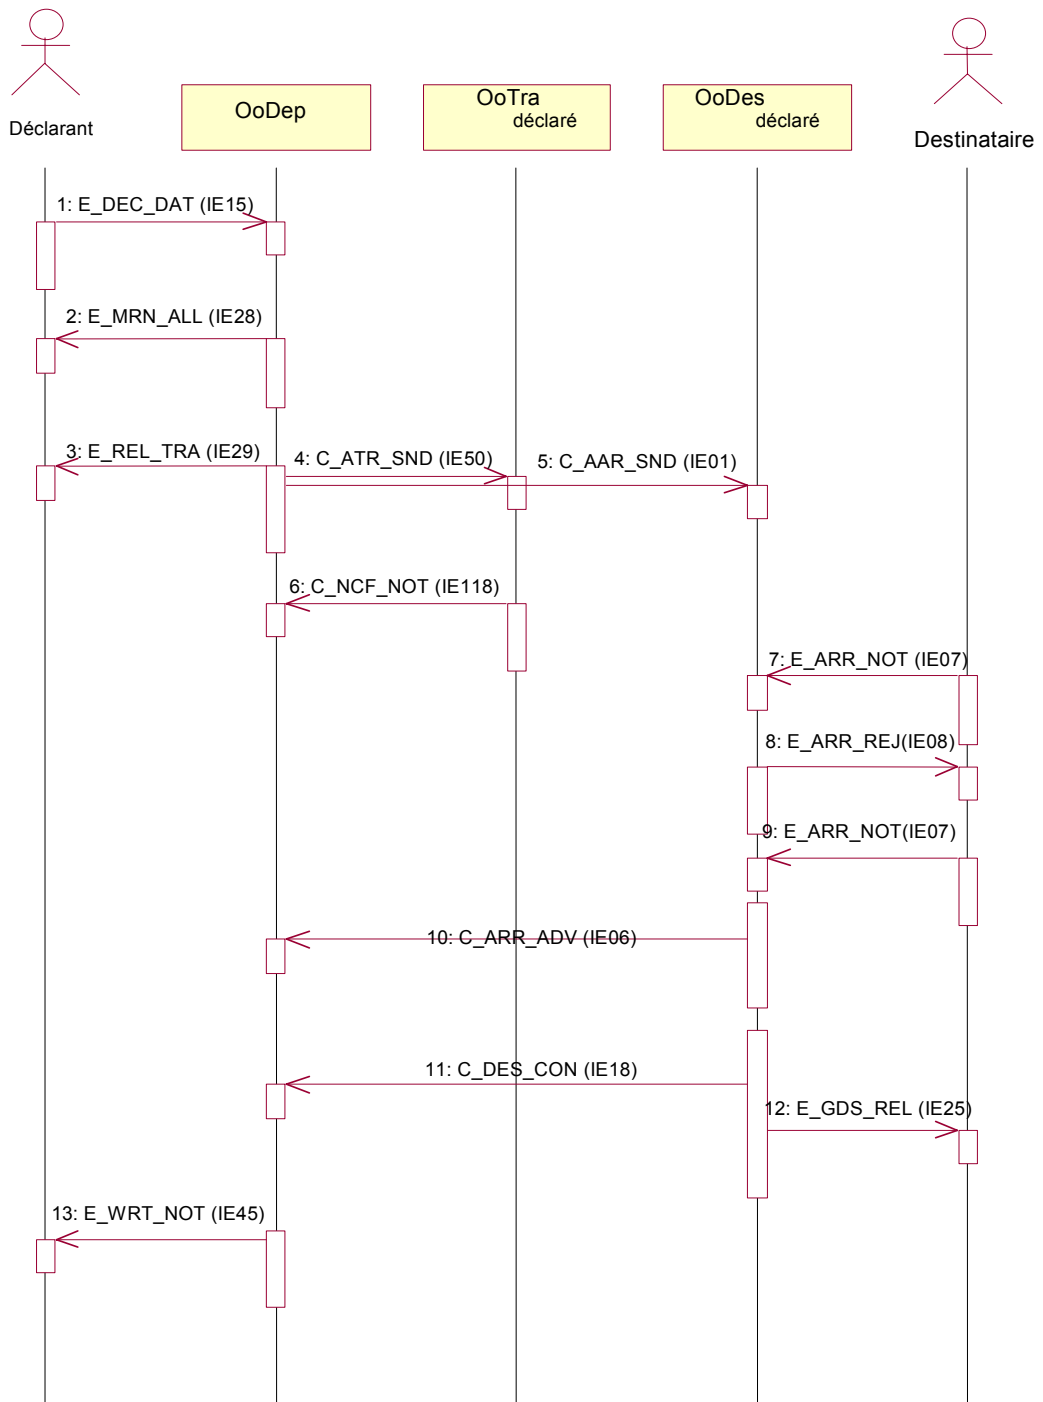 Déclarant
OoDep
OoTra
déclaré
OoDes
déclaré
Destinataire
1: E_DEC_DAT (IE15)
2: E_MRN_ALL (IE28)
3: E_REL_TRA (IE29)
4: C_ATR_SND (IE50)
5: C_AAR_SND (IE01)
6: C_NCF_NOT (IE118)
7: E_ARR_NOT (IE07)
8: E_ARR_REJ(IE08)
9: E_ARR_NOT(IE07)
10: C_ARR_ADV (IE06)
11: C_DES_CON (IE18)
12: E_GDS_REL (IE25)
13: E_WRT_NOT (IE45)